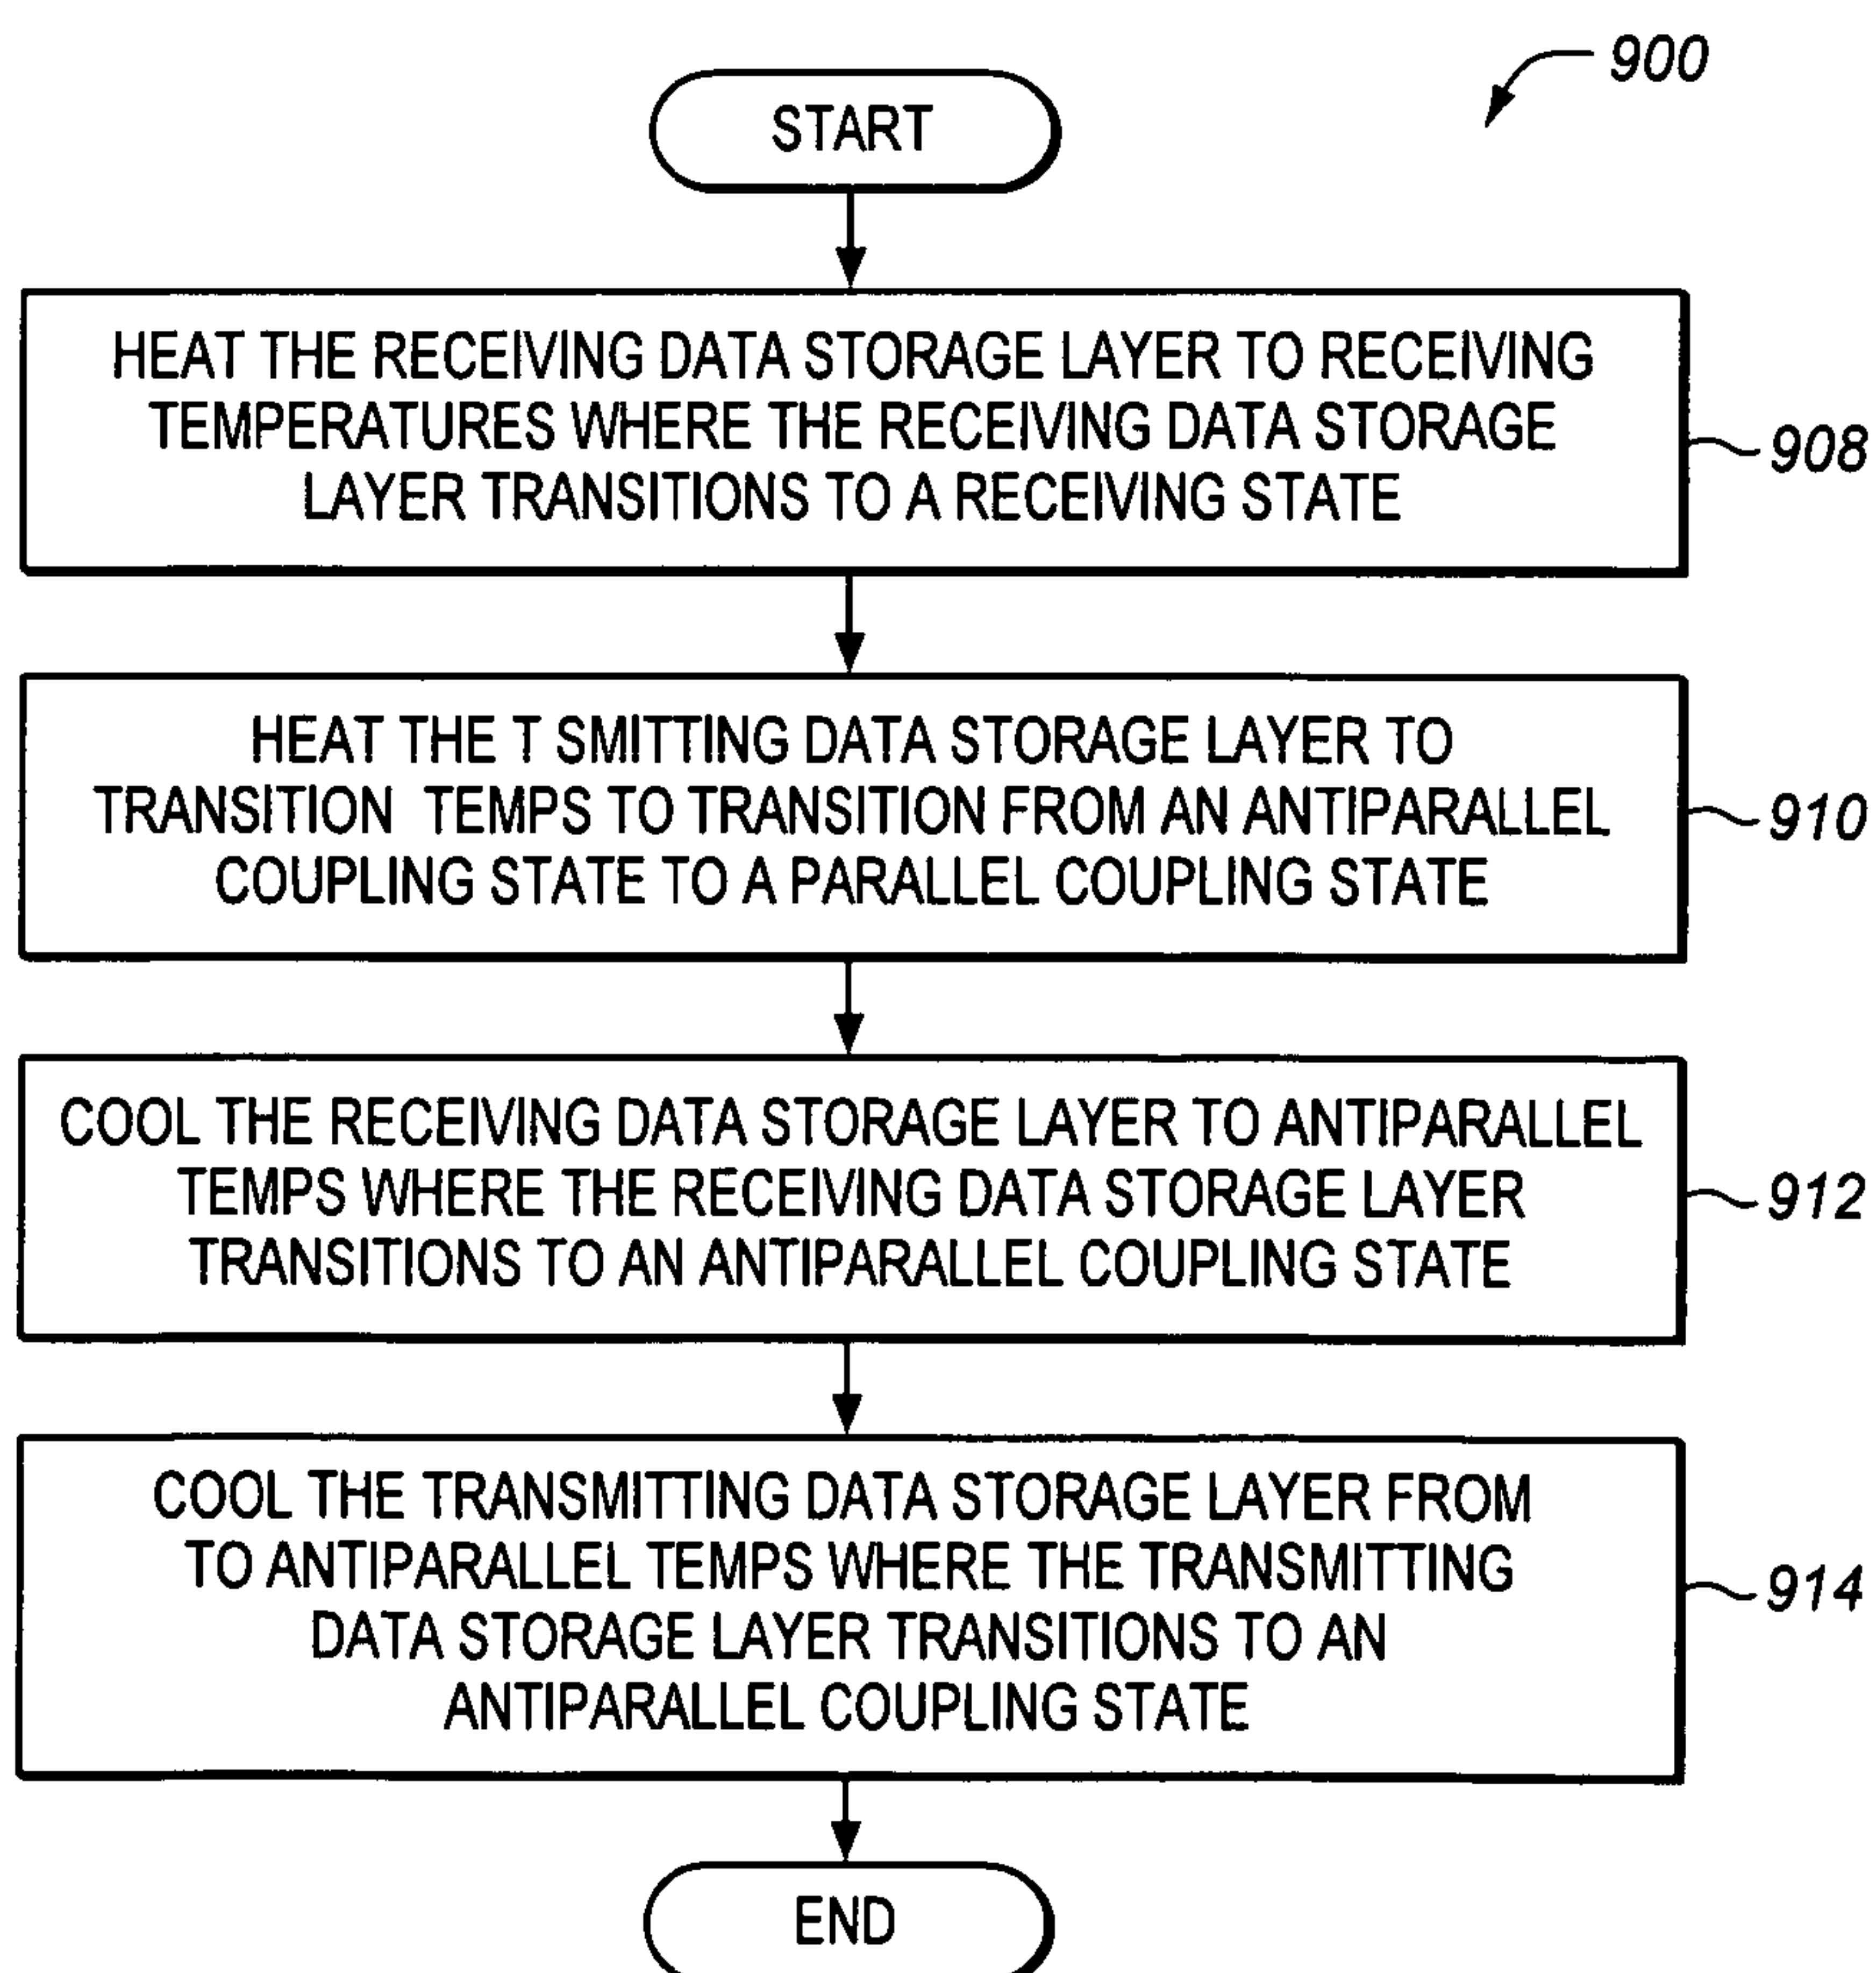 900
START
HEAT THE RECEIVING DATA STORAGE LAYER TO RECEIVING
TEMPERATURES WHERE THE RECEIVING DATA STORAGE
LAYER TRANSITIONS TO A RECEIVING STATE
908
HEAT THE T SMITTING DATA STORAGE LAYER TO
TRANSITION TEMPS TO TRANSITION FROM AN ANTIPARALLEL
COUPLING STATE TO A PARALLEL COUPLING STATE
910
COOL THE RECEIVING DATA STORAGE LAYER TO ANTIPARALLEL
TEMPS WHERE THE RECEIVING DATA STORAGE LAYER
TRANSITIONS TO AN ANTIPARALLEL COUPLING STATE
912
COOL THE TRANSMITTING DATA STORAGE LAYER FROM
TO ANTIPARALLEL TEMPS WHERE THE TRANSMITTING
DATA STORAGE LAYER TRANSITIONS TO AN
ANTIPARALLEL COUPLING STATE
914
END